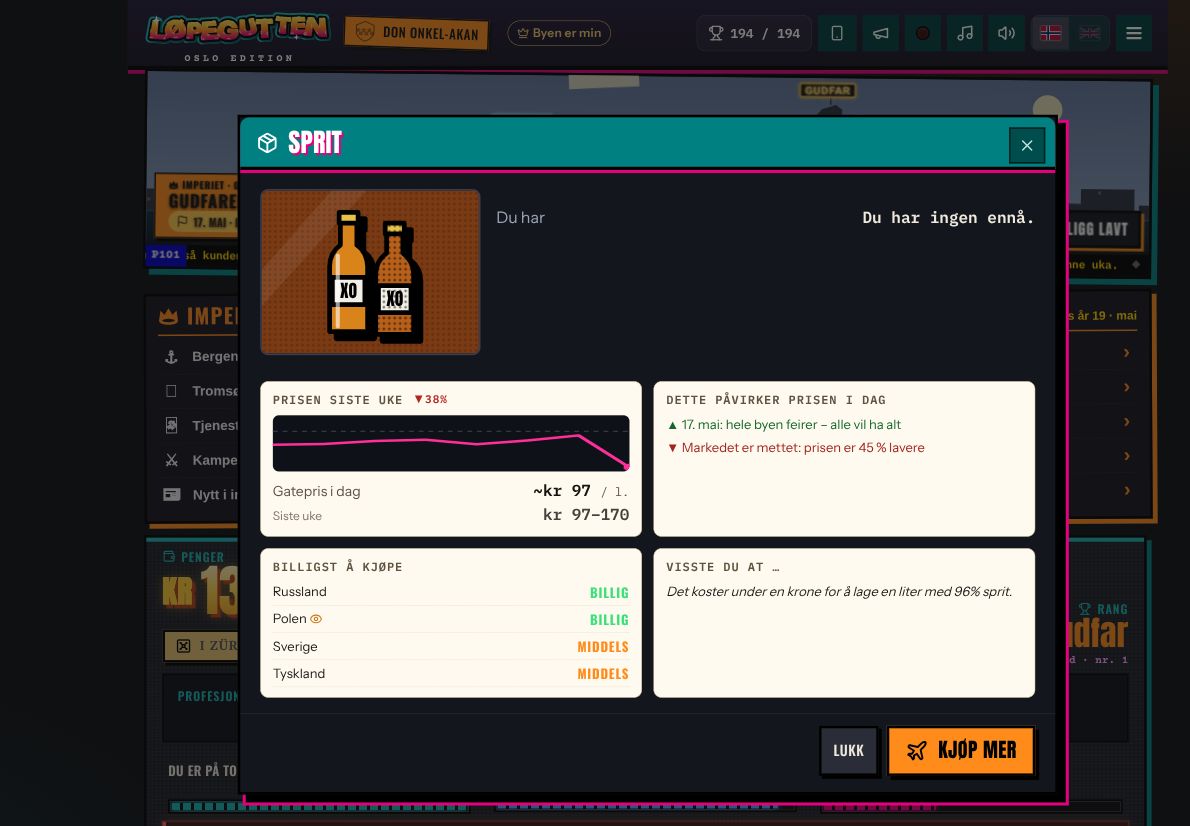 LØPEGUTTEN
OSLO EDITION
DON ONKEL-AKAN
Byen er min
194 / 194
GUDFAR
IMPERIET · G
GUDFARE
17. MAI ·
P101
så kunder
LIGG LAVT
nne uka.
SPRIT
Du har
Du har ingen ennå.
XO
XO
IMPE
s år 19 · mai
Bergen
Tromsø
Tjenest
Kampe
Nytt i in
PRISEN SISTE UKE ▼38%
Gatepris i dag
~kr 97 / l.
Siste uke
kr 97–170
DETTE PÅVIRKER PRISEN I DAG
▲ 17. mai: hele byen feirer – alle vil ha alt
▼ Markedet er mettet: prisen er 45 % lavere
BILLIGST Å KJØPE
Russland BILLIG
Polen BILLIG
Sverige MIDDELS
Tyskland MIDDELS
VISSTE DU AT …
Det koster under en krone for å lage en liter med 96% sprit.
PENGER
KR 13
I ZÜR
RANG
dfar
d · nr. 1
PROFESJON
DU ER PÅ TO
LUKK
KJØP MER